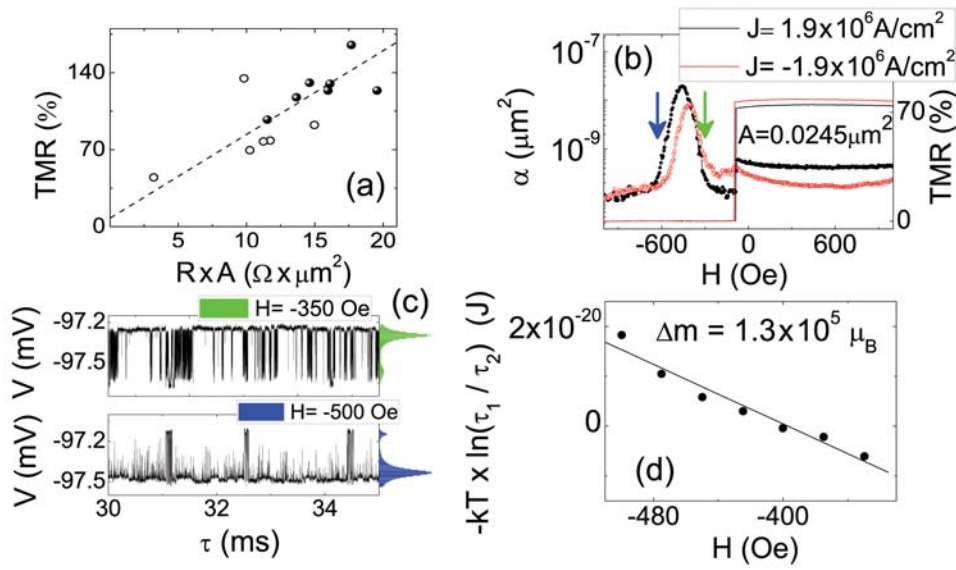 140
70
0
TMR (%)
(a)
5
10
15
20
R x A (Ω x μm²)
(b)
J= 1.9x10⁶A/cm²
J= -1.9x10⁶A/cm²
10⁻⁷
10⁻⁹
α (μm²)
A=0.0245μm²
70
0
TMR (%)
-600
0
600
H (Oe)
(c)
H= -350 Oe
-97.2
-97.5
V (mV)
H= -500 Oe
-97.2
-97.5
V (mV)
30
32
34
τ (ms)
2x10⁻²⁰
0
-kT x ln(τ₁ / τ₂) (J)
Δm = 1.3x10⁵ μ_B
(d)
-480
-400
H (Oe)